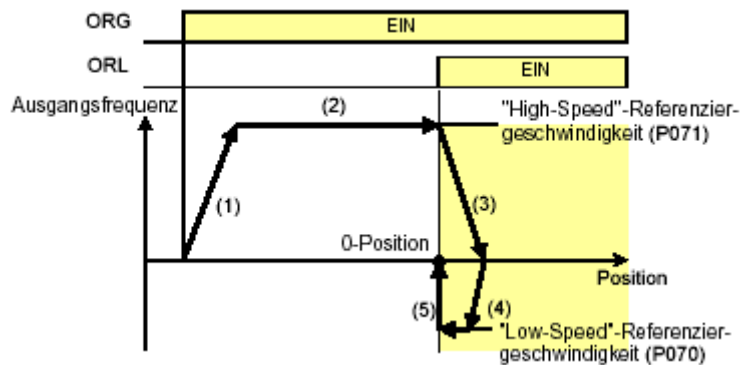 ORG
EIN
ORL
EIN
Ausgangsfrequenz
(2)
"High-Speed"-Referenzier-
geschwindigkeit (P071)
(1)
(3)
0-Position
Position
(5)
(4)
"Low-Speed"-Referenzier-
geschwindigkeit (P070)